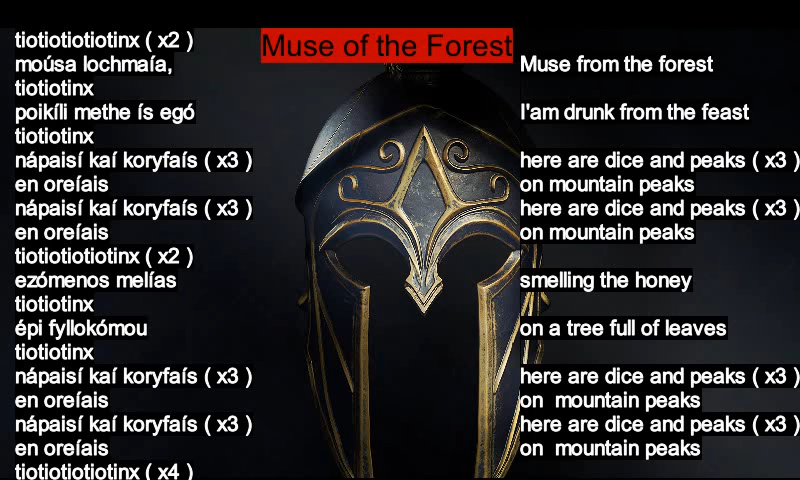 Muse of the Forest
tiotiotiotiotinx ( x2 )
moúsa lochmaía,
tiotiotinx
poikíli methe ís egó
tiotiotinx
nápaisí kaí koryfaís ( x3 )
en oreíais
nápaisí kaí koryfaís ( x3 )
en oreíais
tiotiotiotiotinx ( x2 )
ezómenos melías
tiotiotinx
épi fyllokómou
tiotiotinx
nápaisí kaí koryfaís ( x3 )
en oreíais
nápaisí kaí koryfaís ( x3 )
en oreíais
tiotiotiotiotinx ( x4 )
Muse from the forest
I'am drunk from the feast
here are dice and peaks ( x3 )
on mountain peaks
here are dice and peaks ( x3 )
on mountain peaks
smelling the honey
on a tree full of leaves
here are dice and peaks ( x3 )
on  mountain peaks
here are dice and peaks ( x3 )
on  mountain peaks